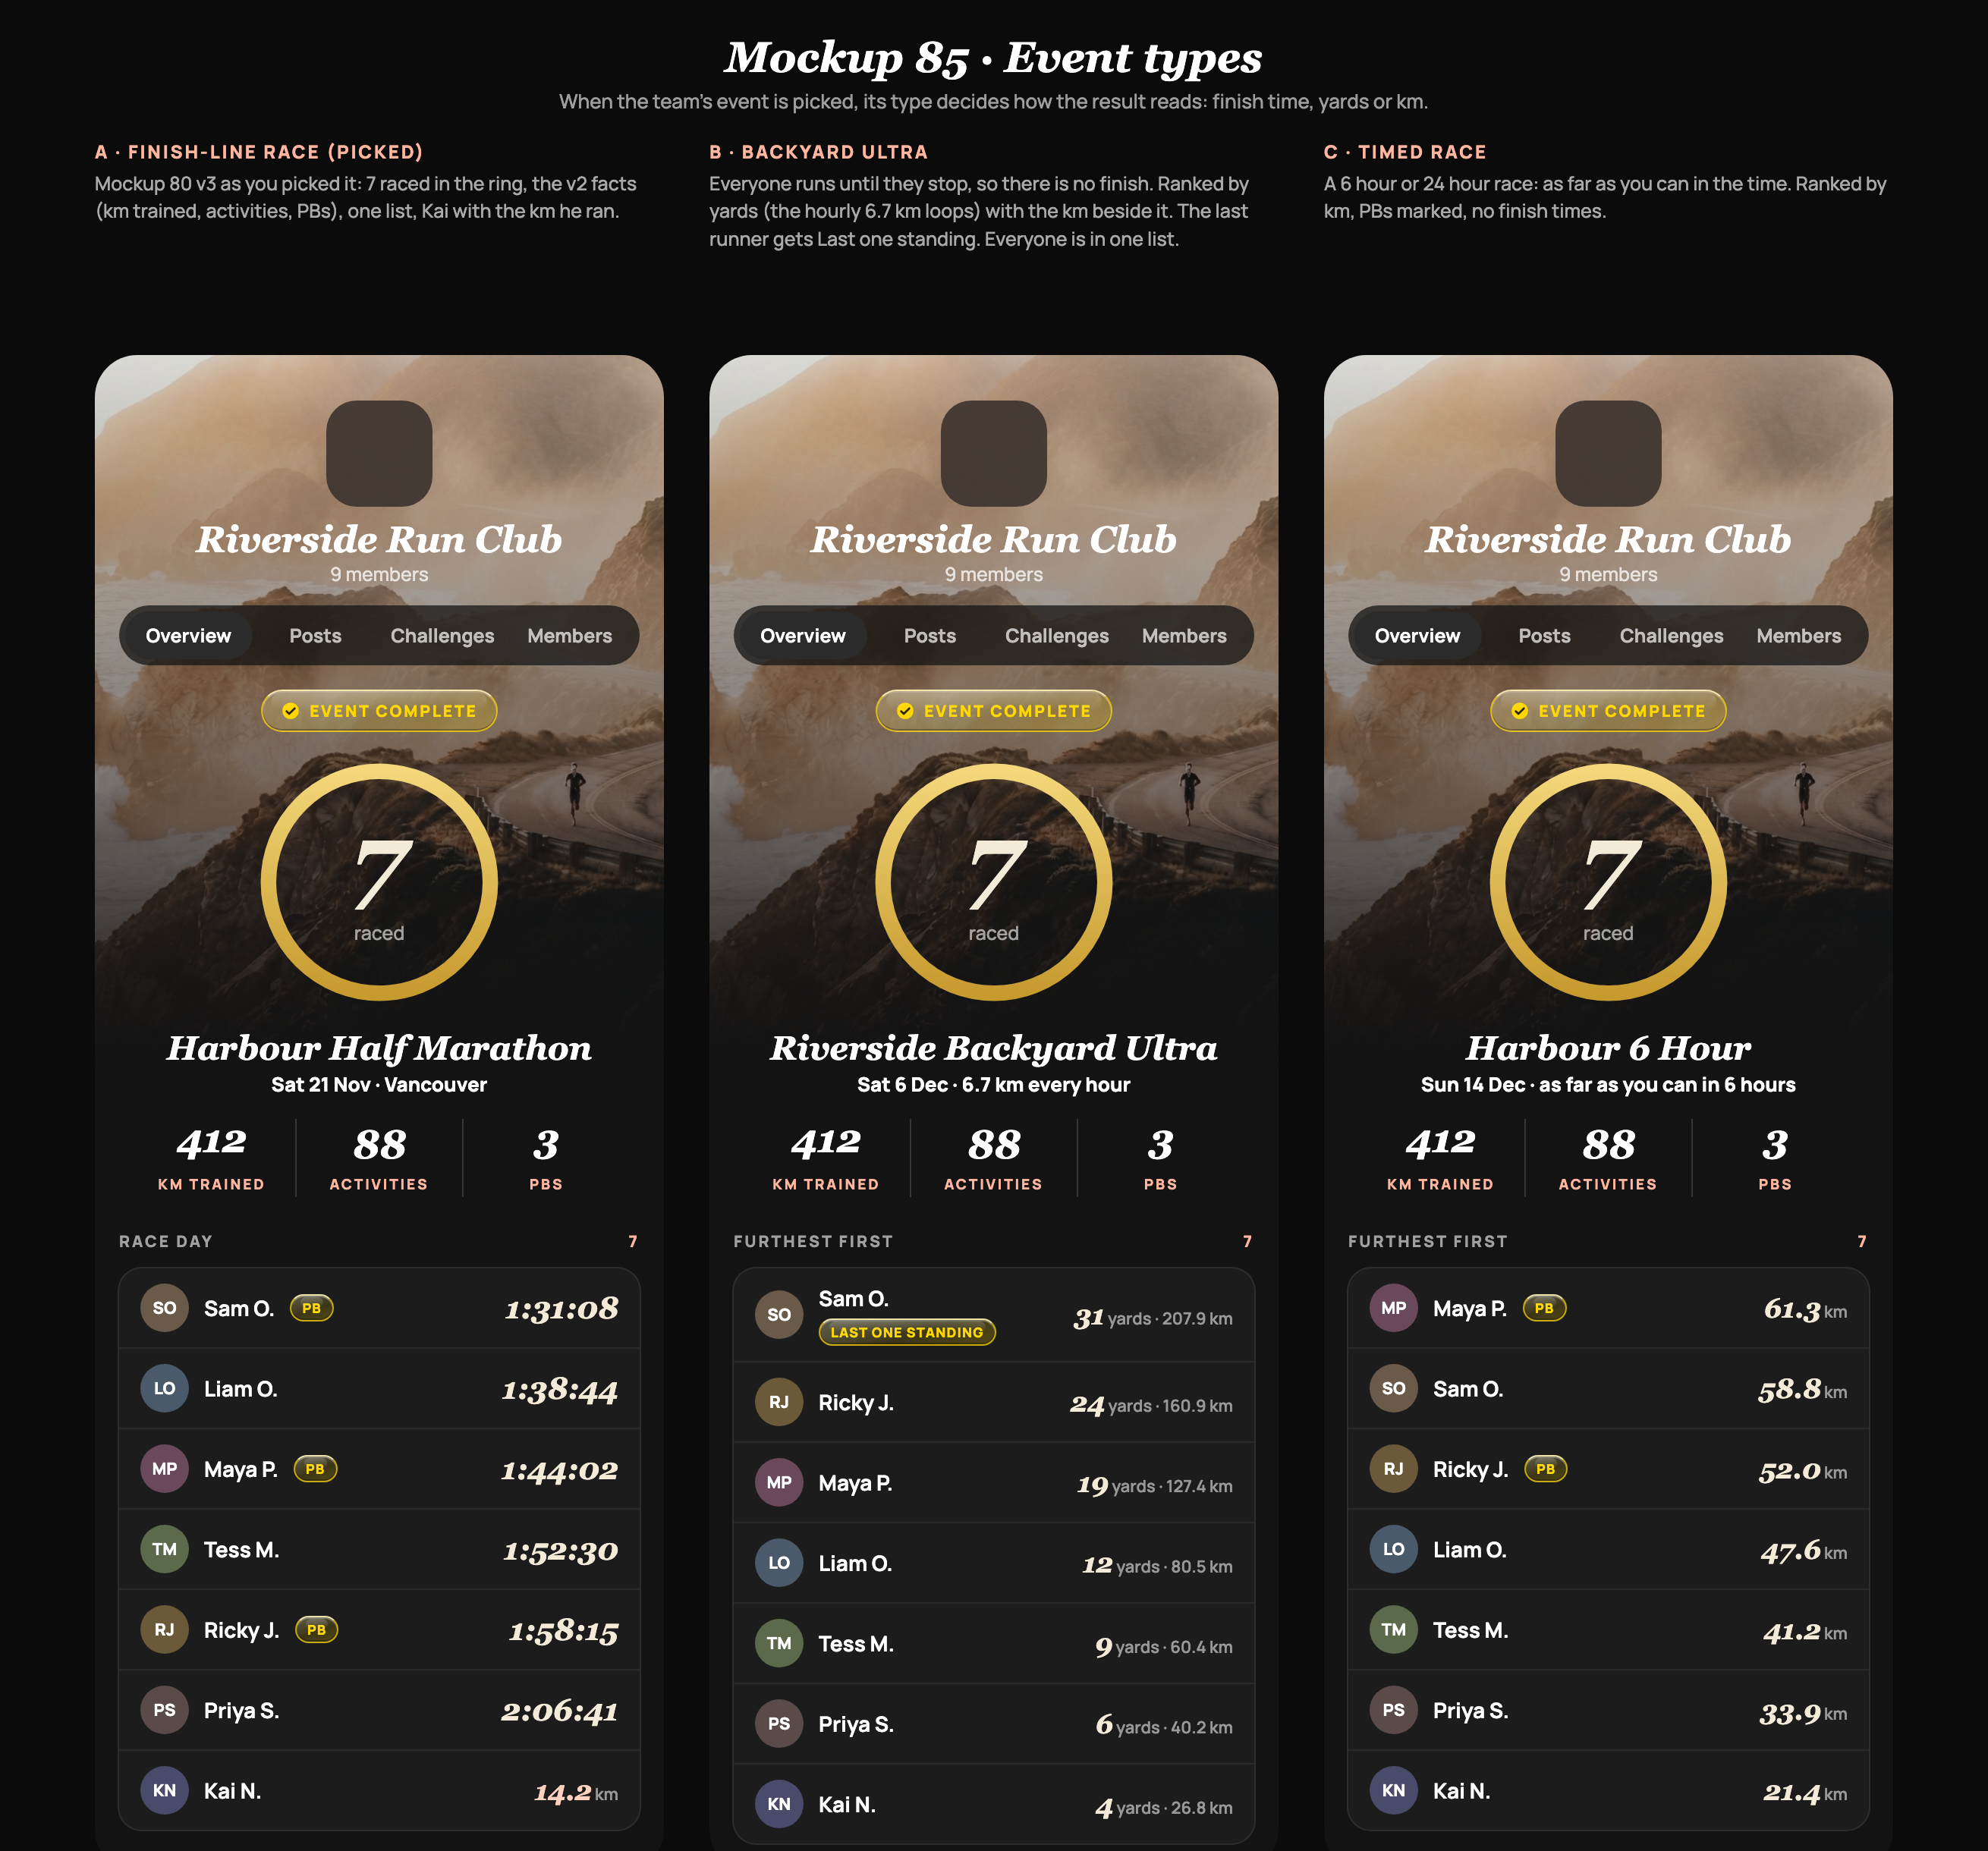 Mockup 85 · Event types
When the team's event is picked, its type decides how the result reads: finish time, yards or km.
A · FINISH-LINE RACE (PICKED)
Mockup 80 v3 as you picked it: 7 raced in the ring, the v2 facts
(km trained, activities, PBs), one list, Kai with the km he ran.
Riverside Run Club
9 members
Overview Posts Challenges Members
EVENT COMPLETE
7
raced
Harbour Half Marathon
Sat 21 Nov · Vancouver
412 88 3
KM TRAINED ACTIVITIES PBS
RACE DAY 7
SO Sam O. PB 1:31:08
LO Liam O. 1:38:44
MP Maya P. PB 1:44:02
TM Tess M. 1:52:30
RJ Ricky J. PB 1:58:15
PS Priya S. 2:06:41
KN Kai N. 14.2 km
B · BACKYARD ULTRA
Everyone runs until they stop, so there is no finish. Ranked by
yards (the hourly 6.7 km loops) with the km beside it. The last
runner gets Last one standing. Everyone is in one list.
Riverside Run Club
9 members
Overview Posts Challenges Members
EVENT COMPLETE
7
raced
Riverside Backyard Ultra
Sat 6 Dec · 6.7 km every hour
412 88 3
KM TRAINED ACTIVITIES PBS
FURTHEST FIRST 7
SO Sam O. 31 yards · 207.9 km
LAST ONE STANDING
RJ Ricky J. 24 yards · 160.9 km
MP Maya P. 19 yards · 127.4 km
LO Liam O. 12 yards · 80.5 km
TM Tess M. 9 yards · 60.4 km
PS Priya S. 6 yards · 40.2 km
KN Kai N. 4 yards · 26.8 km
C · TIMED RACE
A 6 hour or 24 hour race: as far as you can in the time. Ranked by
km, PBs marked, no finish times.
Riverside Run Club
9 members
Overview Posts Challenges Members
EVENT COMPLETE
7
raced
Harbour 6 Hour
Sun 14 Dec · as far as you can in 6 hours
412 88 3
KM TRAINED ACTIVITIES PBS
FURTHEST FIRST 7
MP Maya P. PB 61.3 km
SO Sam O. 58.8 km
RJ Ricky J. PB 52.0 km
LO Liam O. 47.6 km
TM Tess M. 41.2 km
PS Priya S. 33.9 km
KN Kai N. 21.4 km